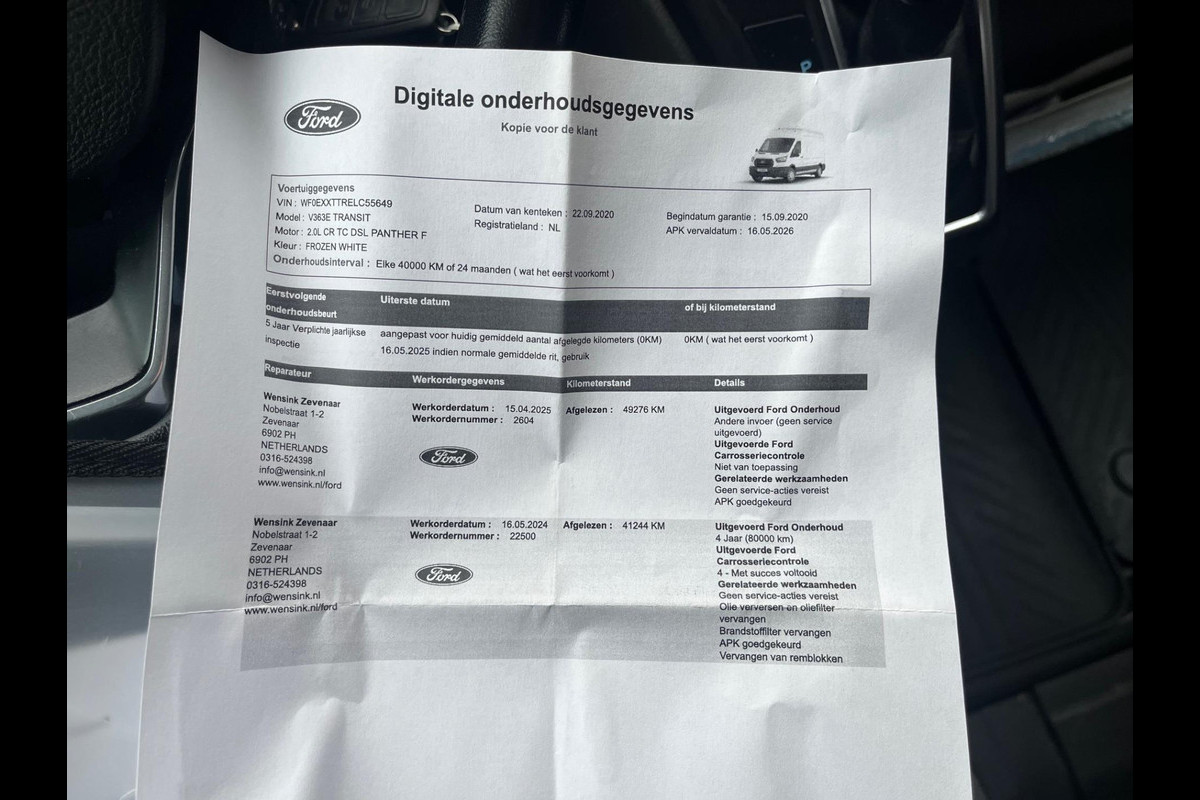 P
Ford
Digitale onderhoudsgegevens
Kopie voor de klant
Voertuiggegevens
VIN : WF0EXXTTRELC55649
Model : V363E TRANSIT
Motor : 2.0L CR TC DSL PANTHER F
Kleur : FROZEN WHITE
Onderhoudsinterval : Elke 40000 KM of 24 maanden ( wat het eerst voorkomt )
Datum van kenteken : 22.09.2020
Registratieland : NL
Begindatum garantie : 15.09.2020
APK vervaldatum : 16.05.2026
Eerstvolgende onderhoudsbeurt
Uiterste datum
of bij kilometerstand
5 Jaar Verplichte jaarlijkse
inspectie
aangepast voor huidig gemiddeld aantal afgelegde kilometers (0KM)
16.05.2025 indien normale gemiddelde rit, gebruik
0KM ( wat het eerst voorkomt )
Reparateur
Werkordergegevens
Kilometerstand
Details
Wensink Zevenaar
Nobelstraat 1-2
Zevenaar
6902 PH
NETHERLANDS
0316-524398
info@wensink.nl
www.wensink.nl/ford
Werkorderdatum : 15.04.2025
Werkordernummer : 2604
Ford
Afgelezen : 49276 KM
Uitgevoerd Ford Onderhoud
Andere invoer (geen service
uitgevoerd)
Uitgevoerde Ford
Carrosseriecontrole
Niet van toepassing
Gerelateerde werkzaamheden
Geen service-acties vereist
APK goedgekeurd
Wensink Zevenaar
Nobelstraat 1-2
Zevenaar
6902 PH
NETHERLANDS
0316-524398
info@wensink.nl
www.wensink.nl/ford
Werkorderdatum : 16.05.2024
Werkordernummer : 22500
Ford
Afgelezen : 41244 KM
Uitgevoerd Ford Onderhoud
4 Jaar (80000 km)
Uitgevoerde Ford
Carrosseriecontrole
4 - Met succes voltooid
Gerelateerde werkzaamheden
Geen service-acties vereist
Olie verversen en oliefilter
vervangen
Brandstoffilter vervangen
APK goedgekeurd
Vervangen van remblokken